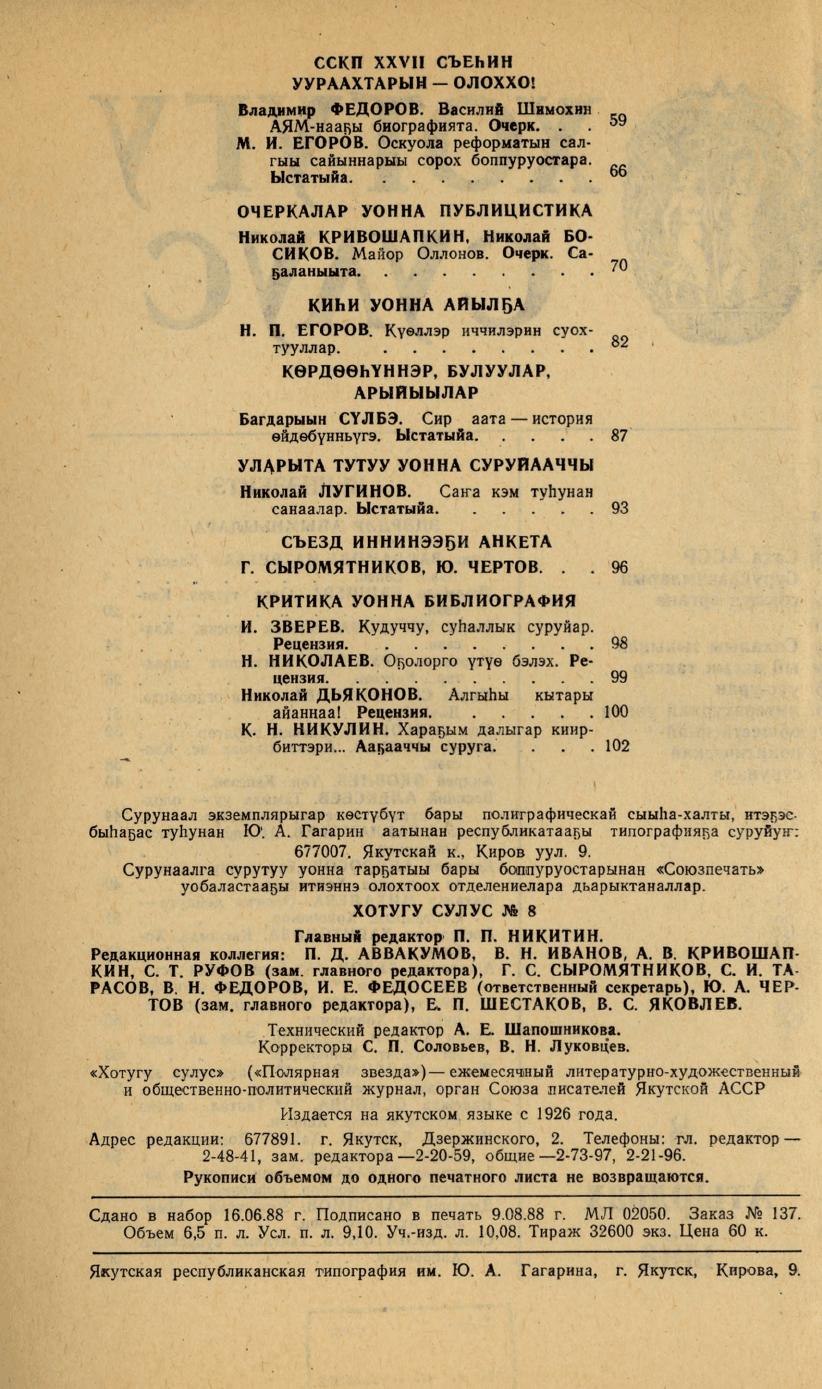 ССКП XXVII СЪЕҺИН
УУРААХТАРЫН — ОЛОХХО!
Владимир ФЕДОРОВ. Василий Шимохин
АЯМ-нааҕы биографията. Очерк. . . 59
М. И. ЕГОРОВ. Оскуола реформатын сал-
гыы сайыннарыы сорох боппуруостара.
Ыстатыйа. . . . . . . . . 66
ОЧЕРКАЛАР УОННА ПУБЛИЦИСТИКА
Николай КРИВОШАПКИН, Николай БО-
СИКОВ. Майор Оллонов. Очерк. Са-
ҕаланыыта. . . . . . . . . 70
КИҺИ УОННА АЙЫЛҔА
Н. П. ЕГОРОВ. Күөллэр иччилэрин суох-
тууллар. . . . . . . . . 82
КӨРДӨӨҺҮННЭР, БУЛУУЛАР,
АРЫЙЫЫЛАР
Багдарыын СҮЛБЭ. Сир аата — история
өйдөбүнньүгэ. Ыстатыйа. . . . . 87
УЛАРЫТА ТУТУУ УОННА СУРУЙААЧЧЫ
Николай ЛУГИНОВ. Саҥа кэм туһунан
санаалар. Ыстатыйа. . . . . . 93
СЪЕЗД ИННИНЭЭҔИ АНКЕТА
Г. СЫРОМЯТНИКОВ, Ю. ЧЕРТОВ. . . 96
КРИТИКА УОННА БИБЛИОГРАФИЯ
И. ЗВЕРЕВ. Кудуччу, суһаллык суруйар.
Рецензия. . . . . . . . . 98
Н. НИКОЛАЕВ. Оҕолорго үтүө бэлэх. Ре-
цензия. . . . . . . . . . 99
Николай ДЬЯКОНОВ. Алгыһы кытары
айаннаа! Рецензия. . . . . . 100
К. Н. НИКУЛИН. Хараҕым далыгар киир-
биттэри... Ааҕааччы суруга. . . . 102
Сурунаал экземплярыгар көстүбүт бары полиграфическай сыыһа-халты, итэҕэс-
быһаҕас туһунан Ю. А. Гагарин аатынан республикатааҕы типографияҕа суруйуҥ:
677007. Якутскай к., Киров уул. 9.
Сурунаалга сурутуу уонна тарҕатыы бары боппуруостарынан «Союзпечать»
уобаластааҕы итиэннэ олохтоох отделениелара дьарыктаналлар.
ХОТУГУ СУЛУС № 8
Главный редактор П. П. НИКИТИН.
Редакционная коллегия: П. Д. АВВАКУМОВ, В. Н. ИВАНОВ, А. В. КРИВОШАП-
КИН, С. Т. РУФОВ (зам. главного редактора), Г. С. СЫРОМЯТНИКОВ, С. И. ТА-
РАСОВ, В. Н. ФЕДОРОВ, И. Е. ФЕДОСЕЕВ (ответственный секретарь), Ю. А. ЧЕР-
ТОВ (зам. главного редактора), Е. П. ШЕСТАКОВ, В. С. ЯКОВЛЕВ.
Технический редактор А. Е. Шапошникова.
Корректоры С. П. Соловьев, В. Н. Луковцев.
«Хотугу сулус» («Полярная звезда») — ежемесячный литературно-художественный
и общественно-политический журнал, орган Союза писателей Якутской АССР
Издается на якутском языке с 1926 года.
Адрес редакции: 677891. г. Якутск, Дзержинского, 2. Телефоны: гл. редактор —
2-48-41, зам. редактора — 2-20-59, общие — 2-73-97, 2-21-96.
Рукописи объемом до одного печатного листа не возвращаются.
Сдано в набор 16.06.88 г. Подписано в печать 9.08.88 г. МЛ 02050. Заказ № 137.
Объем 6,5 п. л. Усл. п. л. 9,10. Уч.-изд. л. 10,08. Тираж 32600 экз. Цена 60 к.
Якутская республиканская типография им. Ю. А. Гагарина, г. Якутск, Кирова, 9.